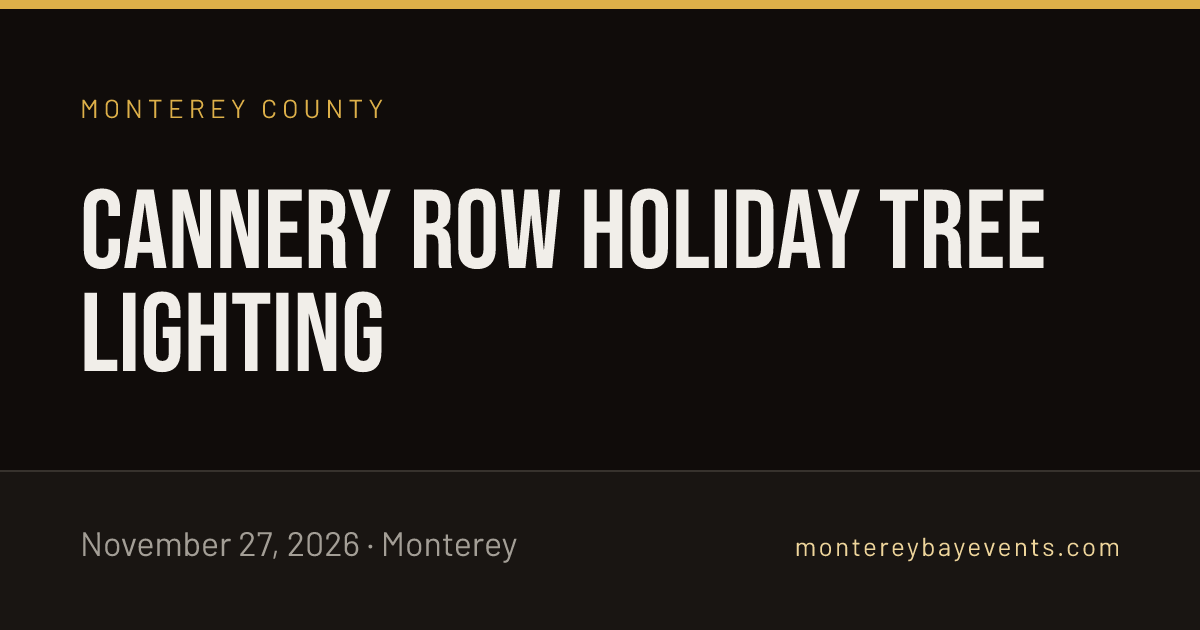 MONTEREY COUNTY
CANNERY ROW HOLIDAY TREE
LIGHTING
November 27, 2026 · Monterey
montereybayevents.com